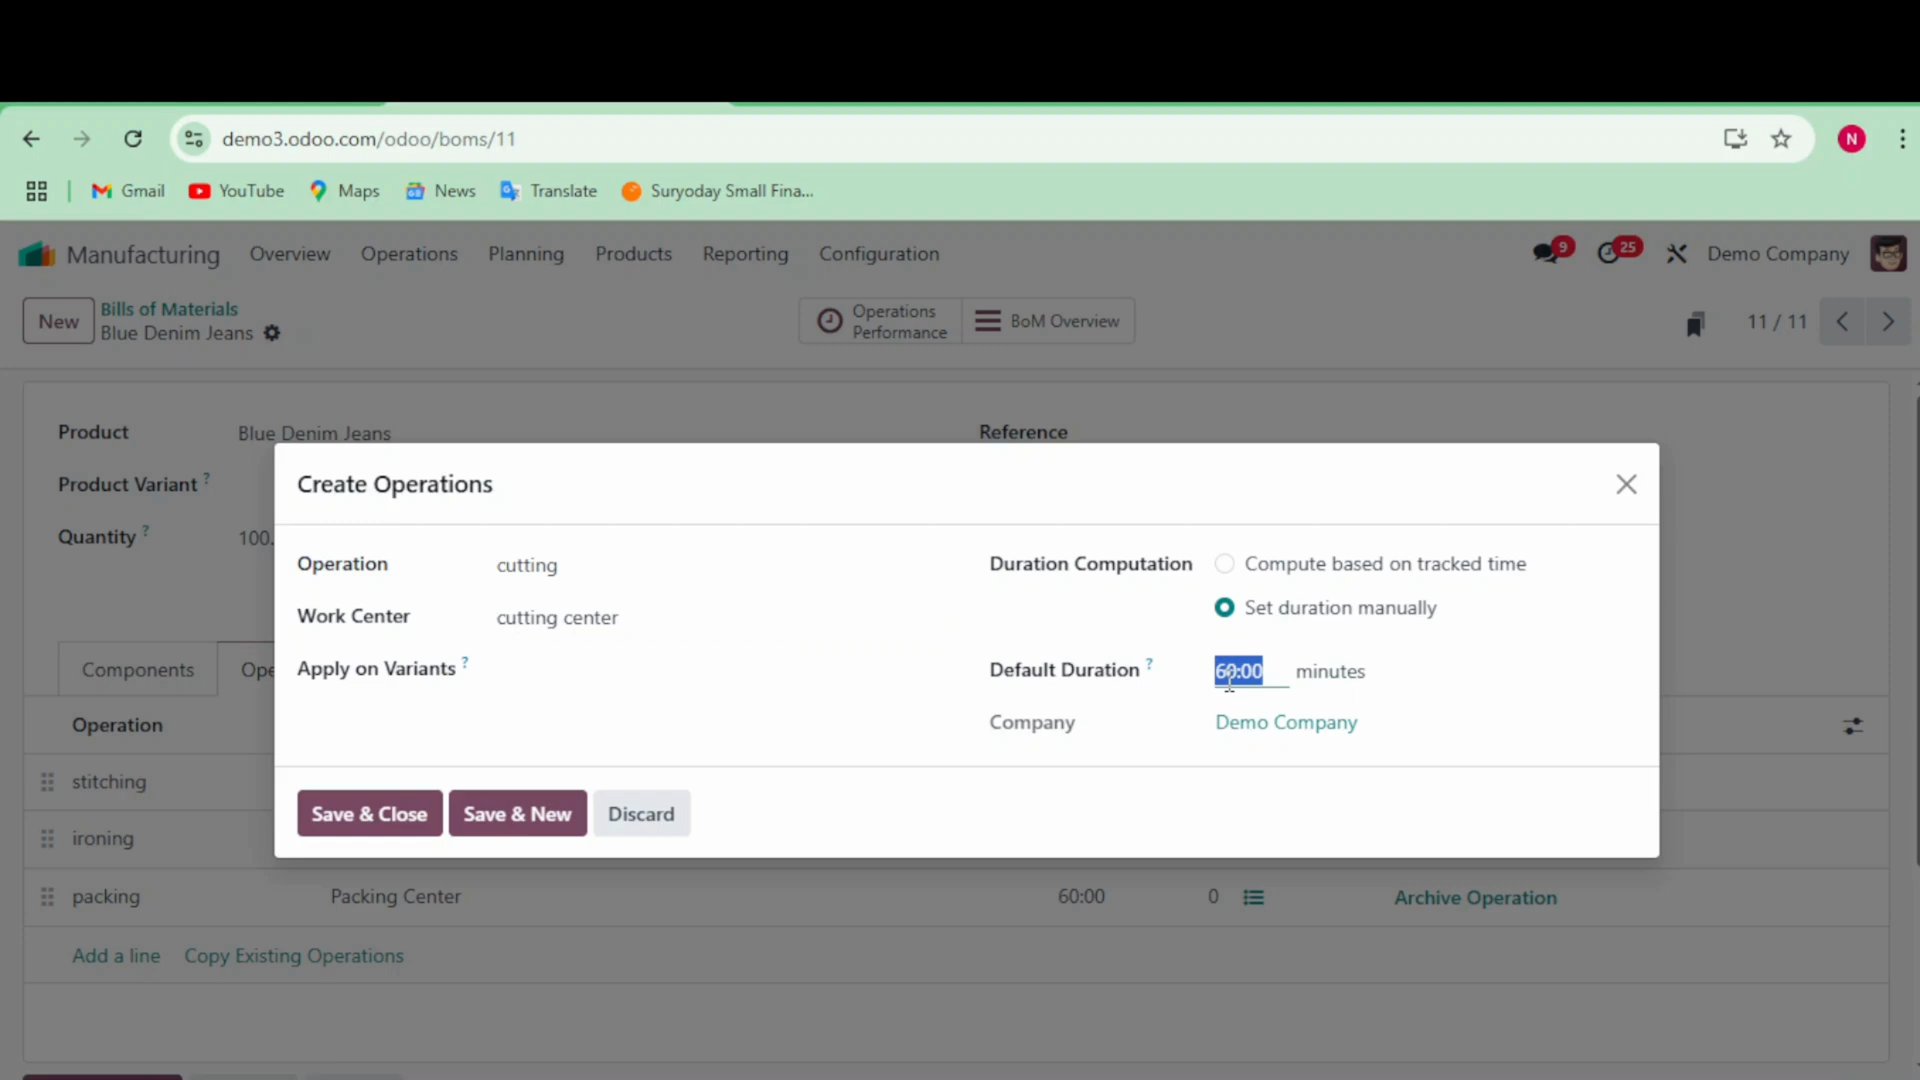 demo3.odoo.com/odoo/boms/11
N
Gmail
YouTube
Maps
News
Translate
Suryoday Small Fina...
Manufacturing
Overview
Operations
Planning
Products
Reporting
Configuration
9
25
Demo Company
New
Bills of Materials
Blue Denim Jeans
Operations
Performance
BoM Overview
11 / 11
Product
Blue Denim Jeans
Reference
Product Variant ?
Quantity ?
100.
Create Operations
Operation
cutting
Work Center
cutting center
Apply on Variants ?
Duration Computation
Compute based on tracked time
Set duration manually
Default Duration ?
60:00 minutes
Company
Demo Company
Save & Close
Save & New
Discard
Components
Ope
Operation
stitching
ironing
packing
Packing Center
60:00
0
Archive Operation
Add a line
Copy Existing Operations